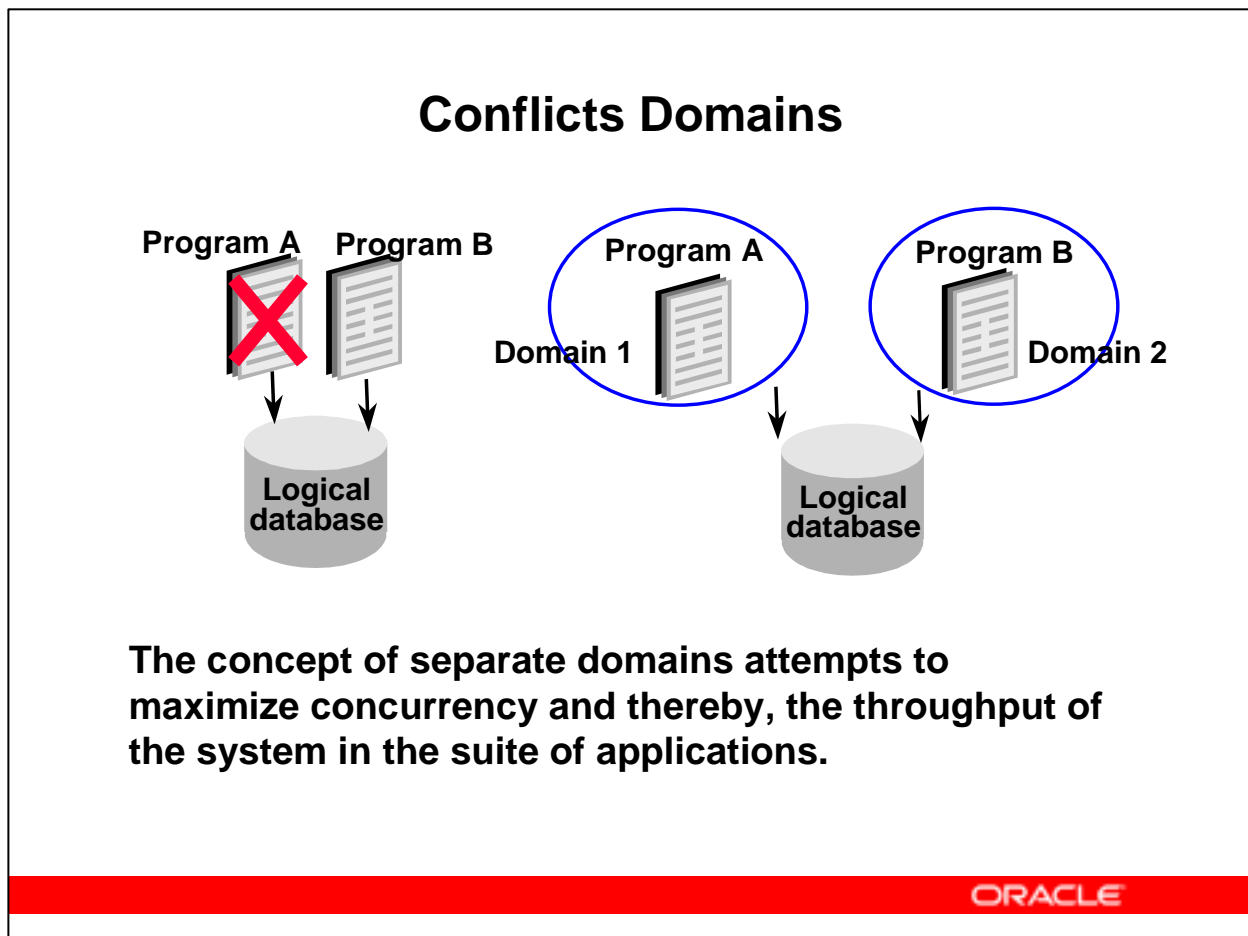 Conflicts Domains
Program A
Program B
Logical
database
Program A
Domain 1
Program B
Domain 2
Logical
database
The concept of separate domains attempts to
maximize concurrency and thereby, the throughput of
the system in the suite of applications.
ORACLE